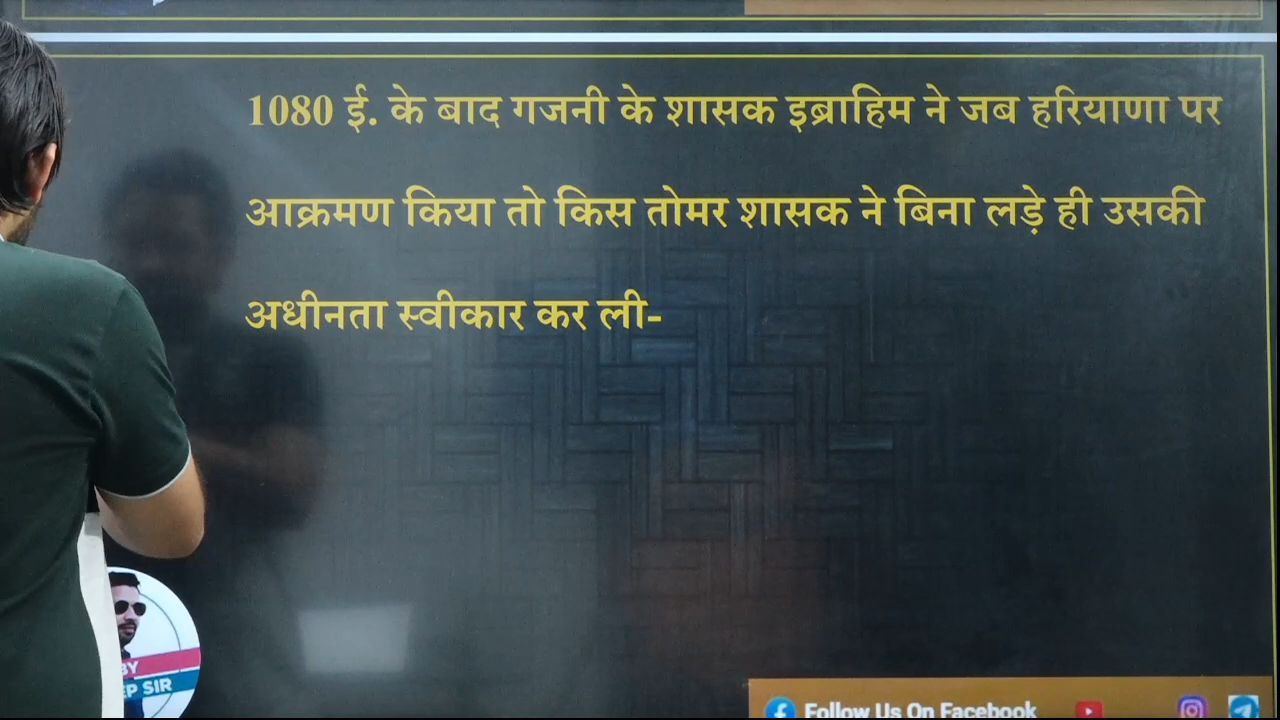 1080 ई. के बाद गजनी के शासक इब्राहिम ने जब हरियाणा पर
आक्रमण किया तो किस तोमर शासक ने बिना लड़े ही उसकी
अधीनता स्वीकार कर ली-
BY
EP SIR
Follow Us On Facebook